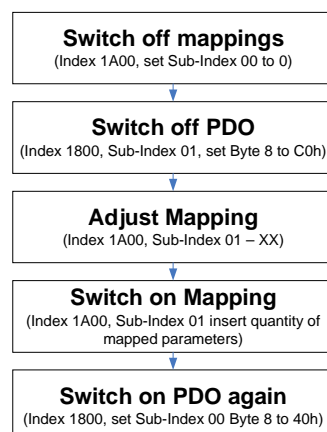 Switch off mappings
(Index 1A00, set Sub-Index 00 to 0)
Switch off PDO
(Index 1800, Sub-Index 01, set Byte 8 to C0h)
Adjust Mapping
(Index 1A00, Sub-Index 01 – XX)
Switch on Mapping
(Index 1A00, Sub-Index 01 insert quantity of
mapped parameters)
Switch on PDO again
(Index 1800, set Sub-Index 00 Byte 8 to 40h)